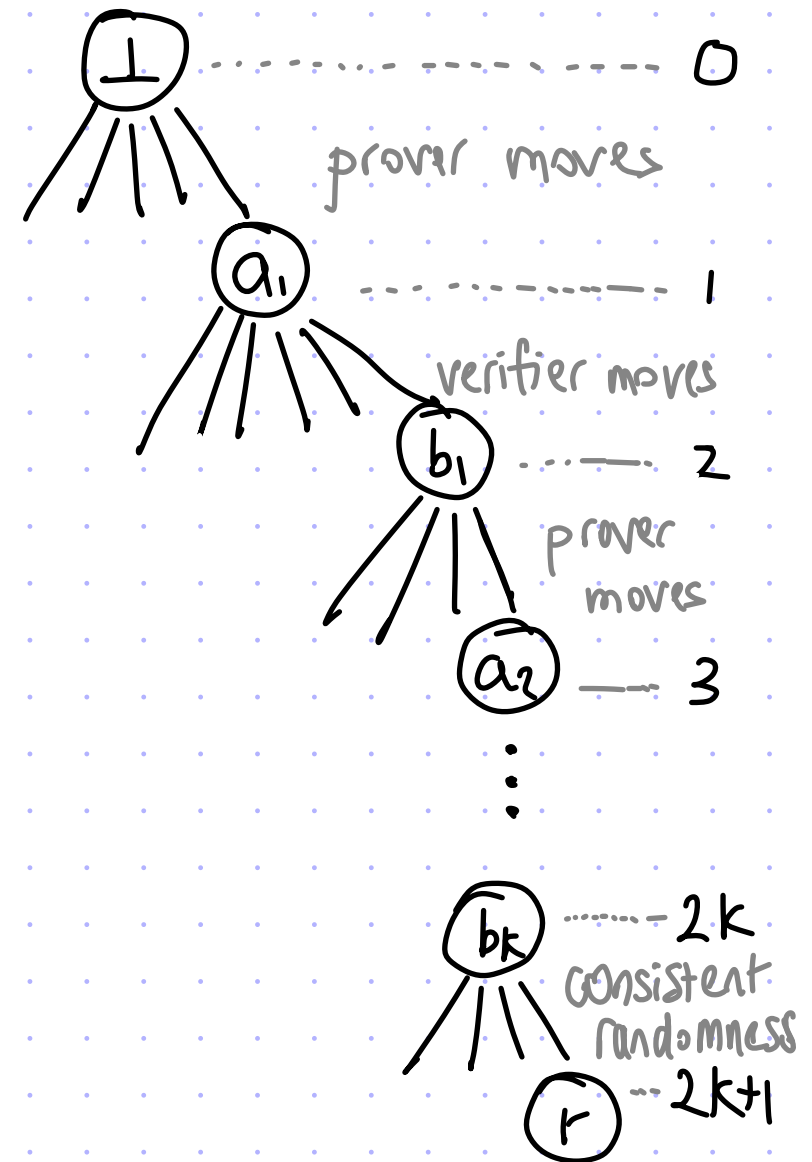 ⊥ 0
prover moves
a₁ 1
verifier moves
b₁ 2
prover
moves
a₂ 3
bₖ 2k
consistent
randomness
r 2k+1